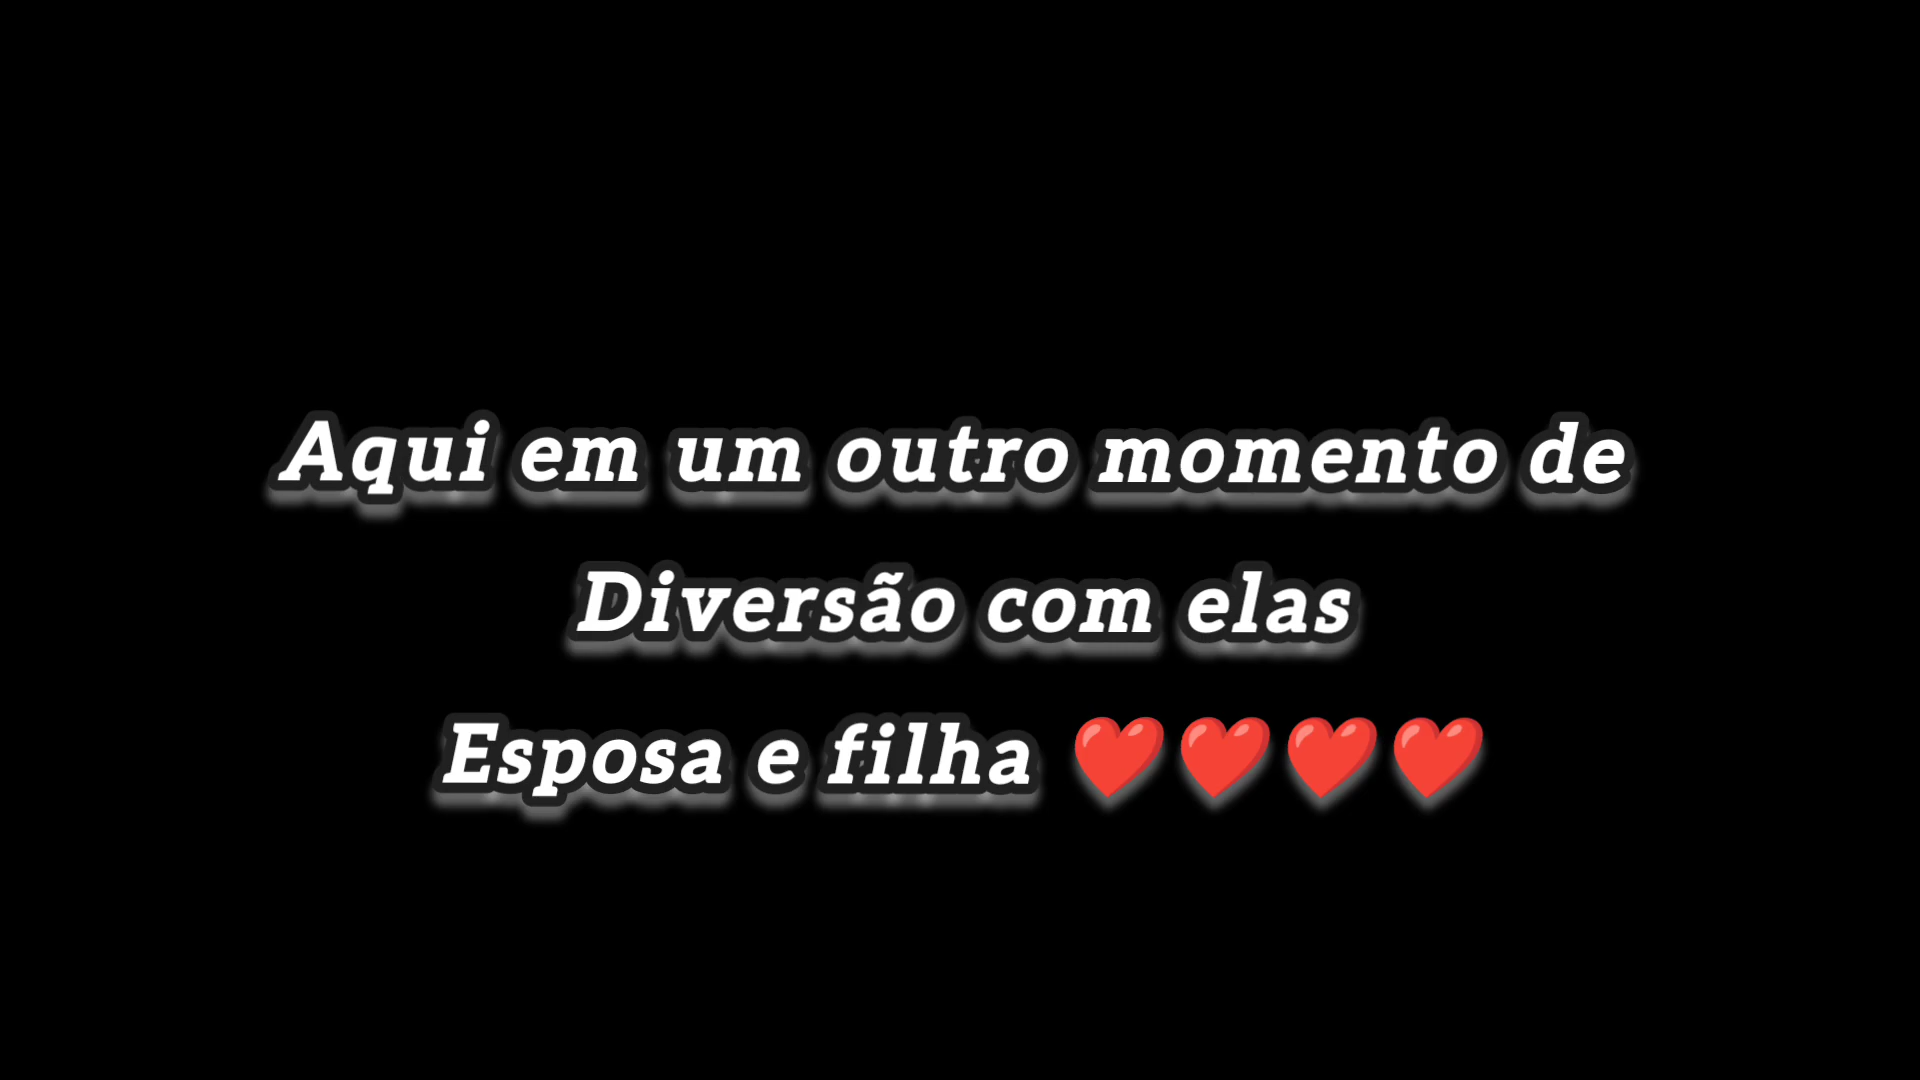 Aqui em um outro momento de
Diversão com elas
Esposa e filha ❤️❤️❤️❤️